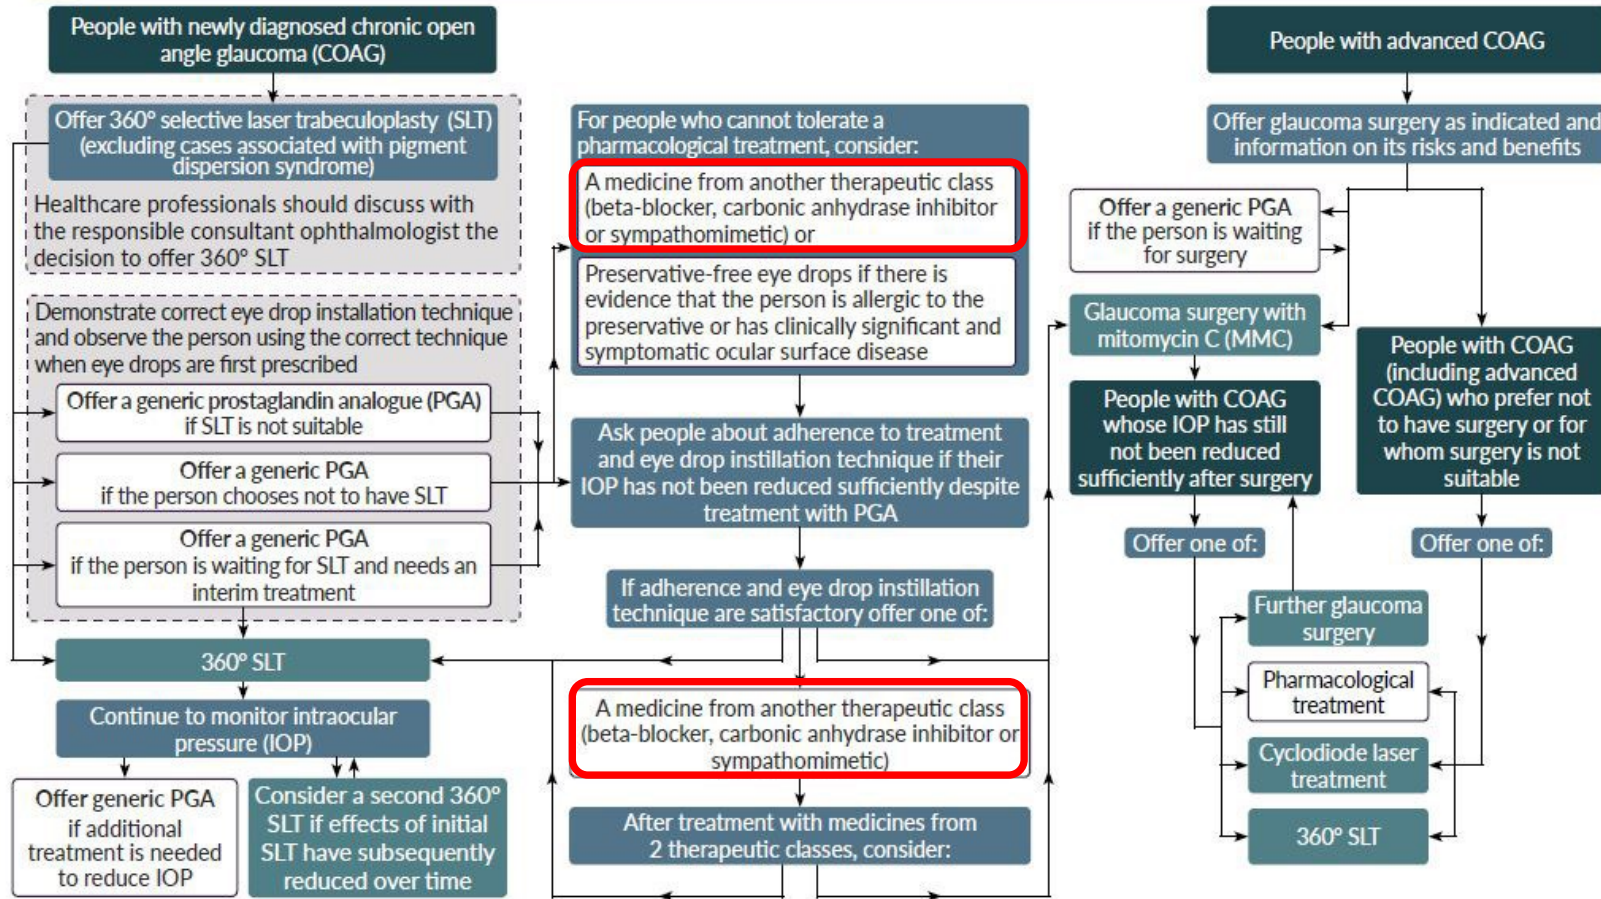 People with newly diagnosed chronic open
angle glaucoma (COAG)
Offer 360° selective laser trabeculoplasty (SLT)
(excluding cases associated with pigment
dispersion syndrome)
Healthcare professionals should discuss with
the responsible consultant ophthalmologist the
decision to offer 360° SLT
Demonstrate correct eye drop installation technique
and observe the person using the correct technique
when eye drops are first prescribed
Offer a generic prostaglandin analogue (PGA)
if SLT is not suitable
Offer a generic PGA
if the person chooses not to have SLT
Offer a generic PGA
if the person is waiting for SLT and needs an
interim treatment
360° SLT
Continue to monitor intraocular
pressure (IOP)
Offer generic PGA
if additional
treatment is needed
to reduce IOP
Consider a second 360°
SLT if effects of initial
SLT have subsequently
reduced over time
For people who cannot tolerate a
pharmacological treatment, consider:
A medicine from another therapeutic class
(beta-blocker, carbonic anhydrase inhibitor
or sympathomimetic) or
Preservative-free eye drops if there is
evidence that the person is allergic to the
preservative or has clinically significant and
symptomatic ocular surface disease
Ask people about adherence to treatment
and eye drop instillation technique if their
IOP has not been reduced sufficiently despite
treatment with PGA
If adherence and eye drop instillation
technique are satisfactory offer one of:
A medicine from another therapeutic class
(beta-blocker, carbonic anhydrase inhibitor or
sympathomimetic)
After treatment with medicines from
2 therapeutic classes, consider:
People with advanced COAG
Offer glaucoma surgery as indicated and
information on its risks and benefits
Offer a generic PGA
if the person is waiting
for surgery
Glaucoma surgery with
mitomycin C (MMC)
People with COAG
whose IOP has still
not been reduced
sufficiently after surgery
Offer one of:
People with COAG
(including advanced
COAG) who prefer not
to have surgery or for
whom surgery is not
suitable
Offer one of:
Further glaucoma
surgery
Pharmacological
treatment
Cyclodiode laser
treatment
360° SLT